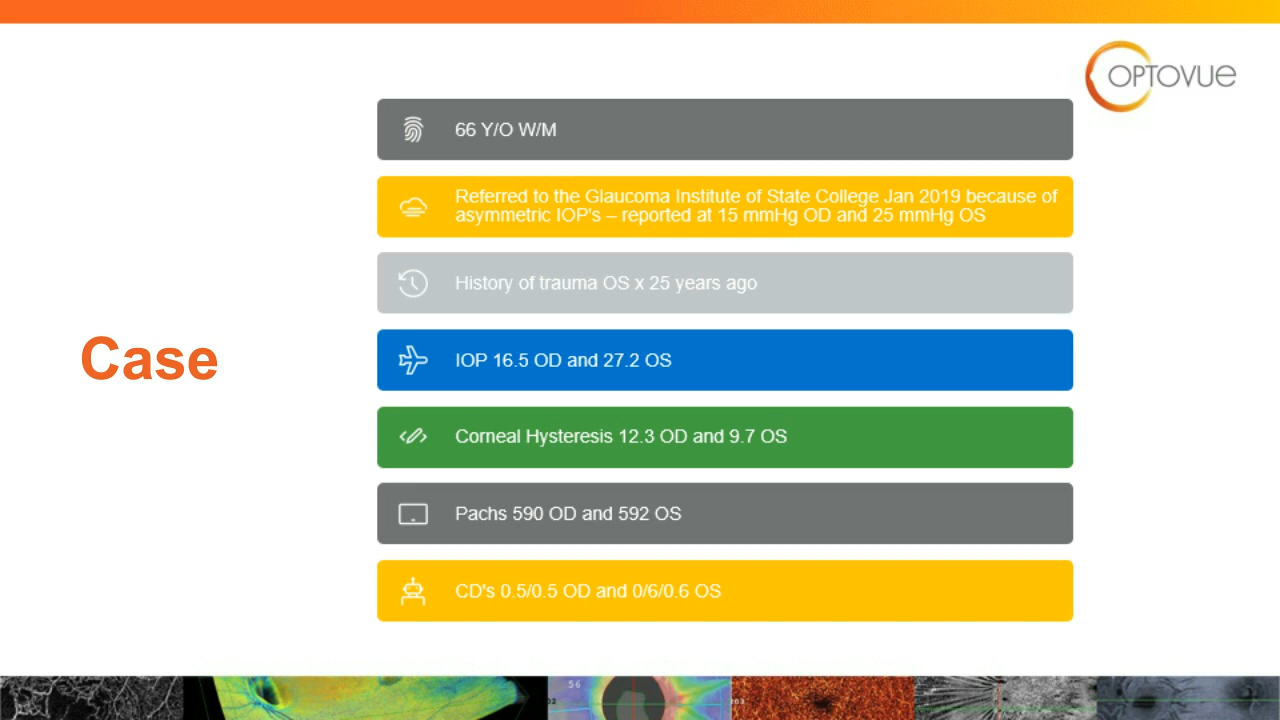 OPTOVUE
66 Y/O W/M
Referred to the Glaucoma Institute of State College Jan 2019 because of
asymmetric IOP's – reported at 15 mmHg OD and 25 mmHg OS
History of trauma OS x 25 years ago
Case
IOP 16.5 OD and 27.2 OS
Corneal Hysteresis 12.3 OD and 9.7 OS
Pachs 590 OD and 592 OS
CD's 0.5/0.5 OD and 0/6/0.6 OS
56